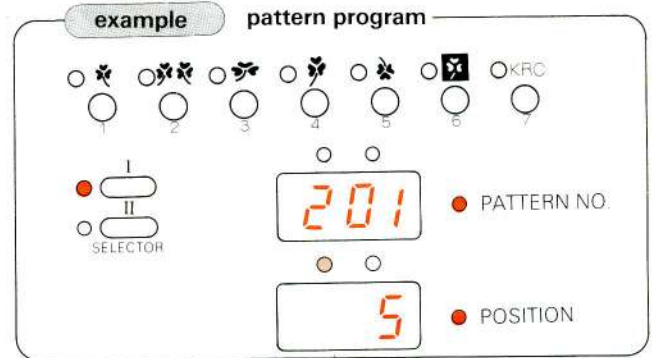 example pattern program
KRC
1 2 3 4 5 6 7
I
201 PATTERN NO.
II
SELECTOR
5 POSITION